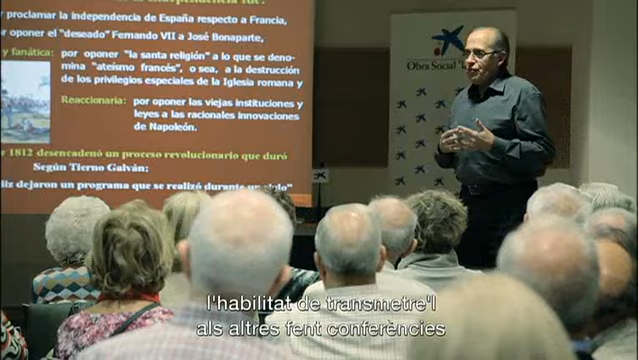 proclamar la independencia de España respecto a Francia,
oponer el "deseado" Fernando VII a José Bonaparte,
y fanática:
por oponer "la santa religión" a lo que se deno-
mina "ateísmo francés", o sea, a la destrucción
de los privilegios especiales de la Iglesia romana y
Reaccionaria:
por oponer las viejas instituciones y
leyes a las racionales innovaciones
de Napoleón.
1812 desencadenó un proceso revolucionario que duró
Según Tierno Galván:
dejaron un programa que se realizó durante un siglo"
Obra Social
l'habilitat de transmetre'l
als altres fent conferències